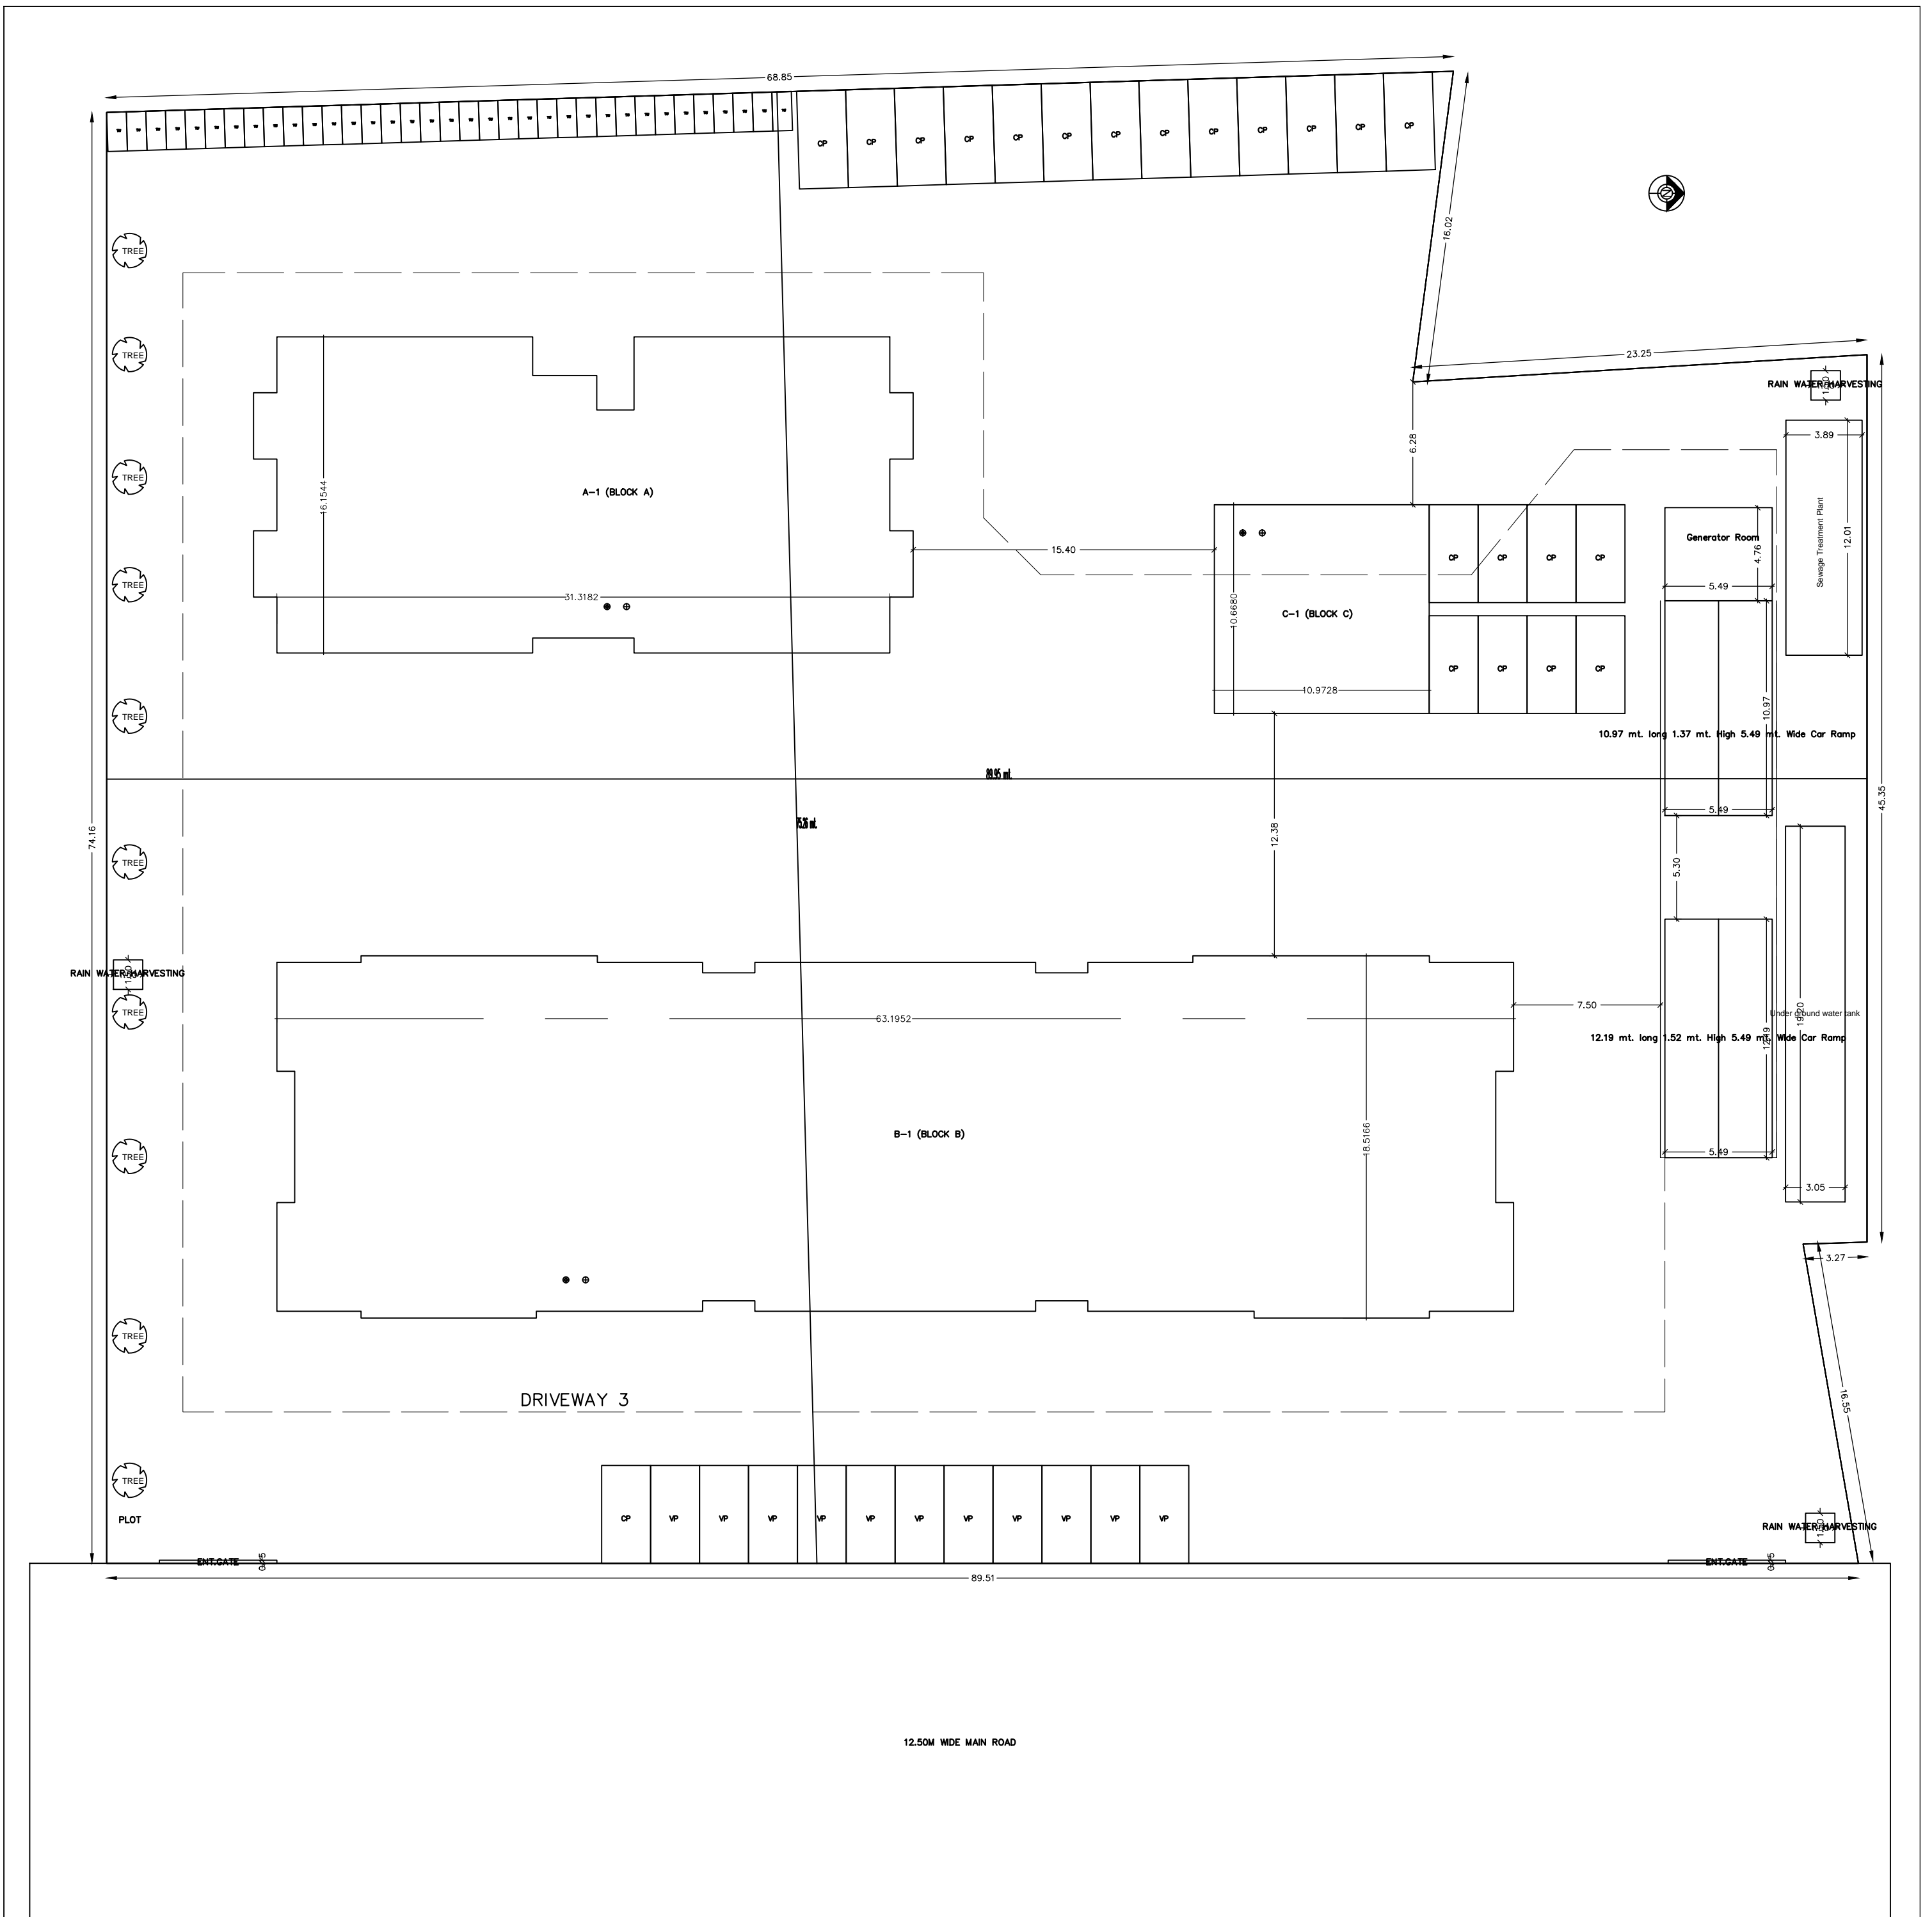 68.85
CP CP CP CP CP CP CP CP CP CP CP CP CP
N
16.02
TREE
TREE
23.25
RAIN WATER HARVESTING
3.89
6.28
TREE
A-1 (BLOCK A)
16.1544
15.40
Generator Room
4.76
Sewage Treatment Plant
12.01
CP CP CP CP
TREE
31.3182
5.49
10.6680
C-1 (BLOCK C)
CP CP CP CP
10.9728
TREE
10.97
10.97 mt. long 1.37 mt. High 5.49 mt. Wide Car Ramp
5.49
45.35
74.16
12.38
5.30
TREE
RAIN WATER HARVESTING
TREE
63.1952
7.50
19.20
Under ground water tank
12.19 mt. long 1.52 mt. High 5.49 mt. Wide Car Ramp
12.19
B-1 (BLOCK B)
18.5166
TREE
5.49
3.05
3.27
TREE
DRIVEWAY 3
16.55
TREE
PLOT
CP VP VP VP VP VP VP VP VP VP VP VP
RAIN WATER HARVESTING
ENT.GATE
ENT.GATE
89.51
12.50M WIDE MAIN ROAD